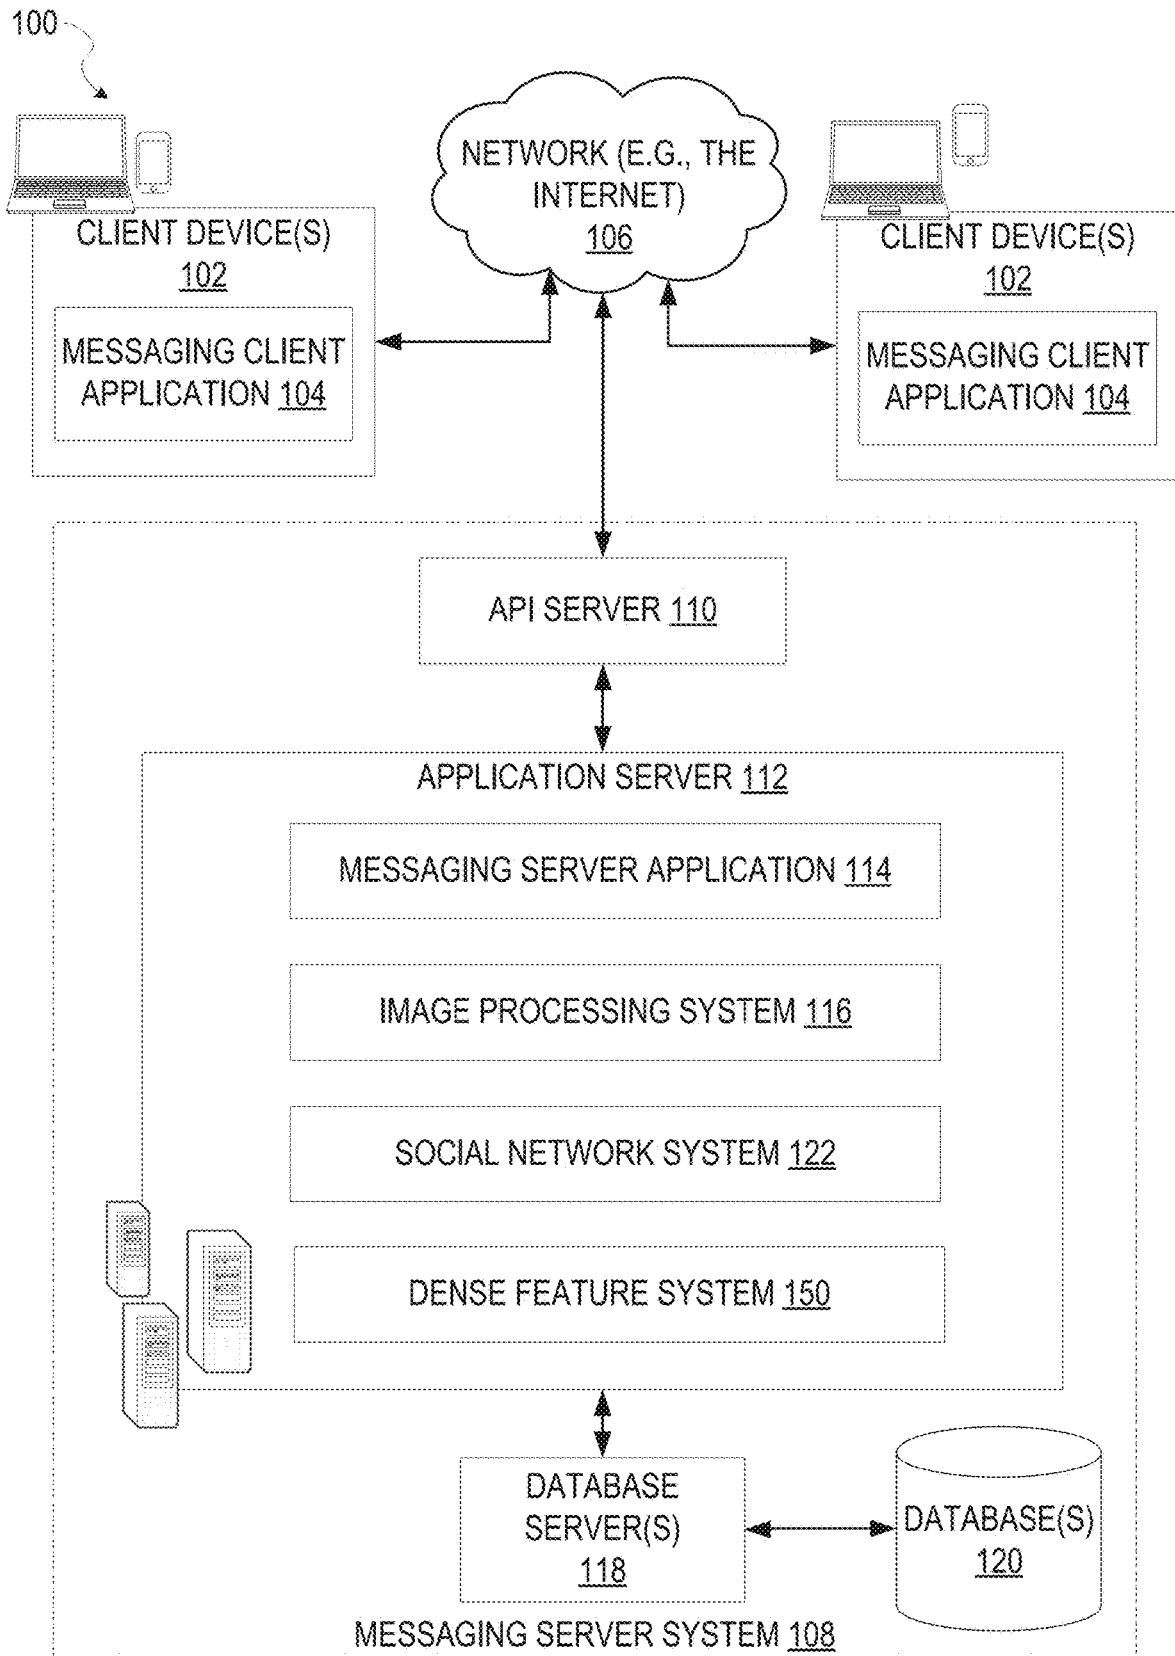 100
NETWORK (E.G., THE
INTERNET)
106
CLIENT DEVICE(S)
102
MESSAGING CLIENT
APPLICATION 104
CLIENT DEVICE(S)
102
MESSAGING CLIENT
APPLICATION 104
API SERVER 110
APPLICATION SERVER 112
MESSAGING SERVER APPLICATION 114
IMAGE PROCESSING SYSTEM 116
SOCIAL NETWORK SYSTEM 122
DENSE FEATURE SYSTEM 150
DATABASE
SERVER(S)
118
DATABASE(S)
120
MESSAGING SERVER SYSTEM 108